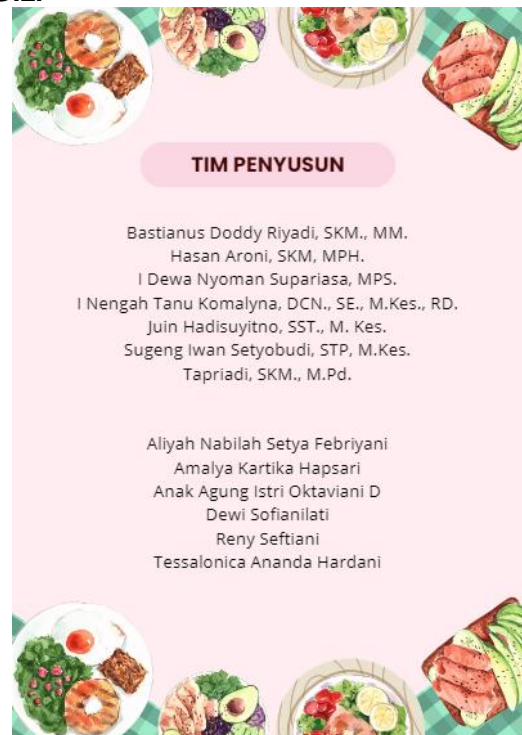 TIM PENYUSUN
Bastianus Doddy Riyadi, SKM., MM.
Hasan Aroni, SKM, MPH.
I Dewa Nyoman Supariasa, MPS.
I Nengah Tanu Komalyna, DCN., SE., M.Kes., RD.
Juin Hadisuyitno, SST., M. Kes.
Sugeng Iwan Setyobudi, STP, M.Kes.
Tapriadi, SKM., M.Pd.
Aliyah Nabilah Setya Febriyani
Amalya Kartika Hapsari
Anak Agung Istri Oktaviani D
Dewi Sofianilati
Reny Seftiani
Tessalonica Ananda Hardani